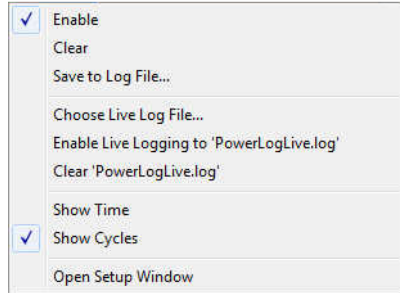 Enable
Clear
Save to Log File...
Choose Live Log File...
Enable Live Logging to 'PowerLogLive.log'
Clear 'PowerLogLive.log'
Show Time
Show Cycles
Open Setup Window